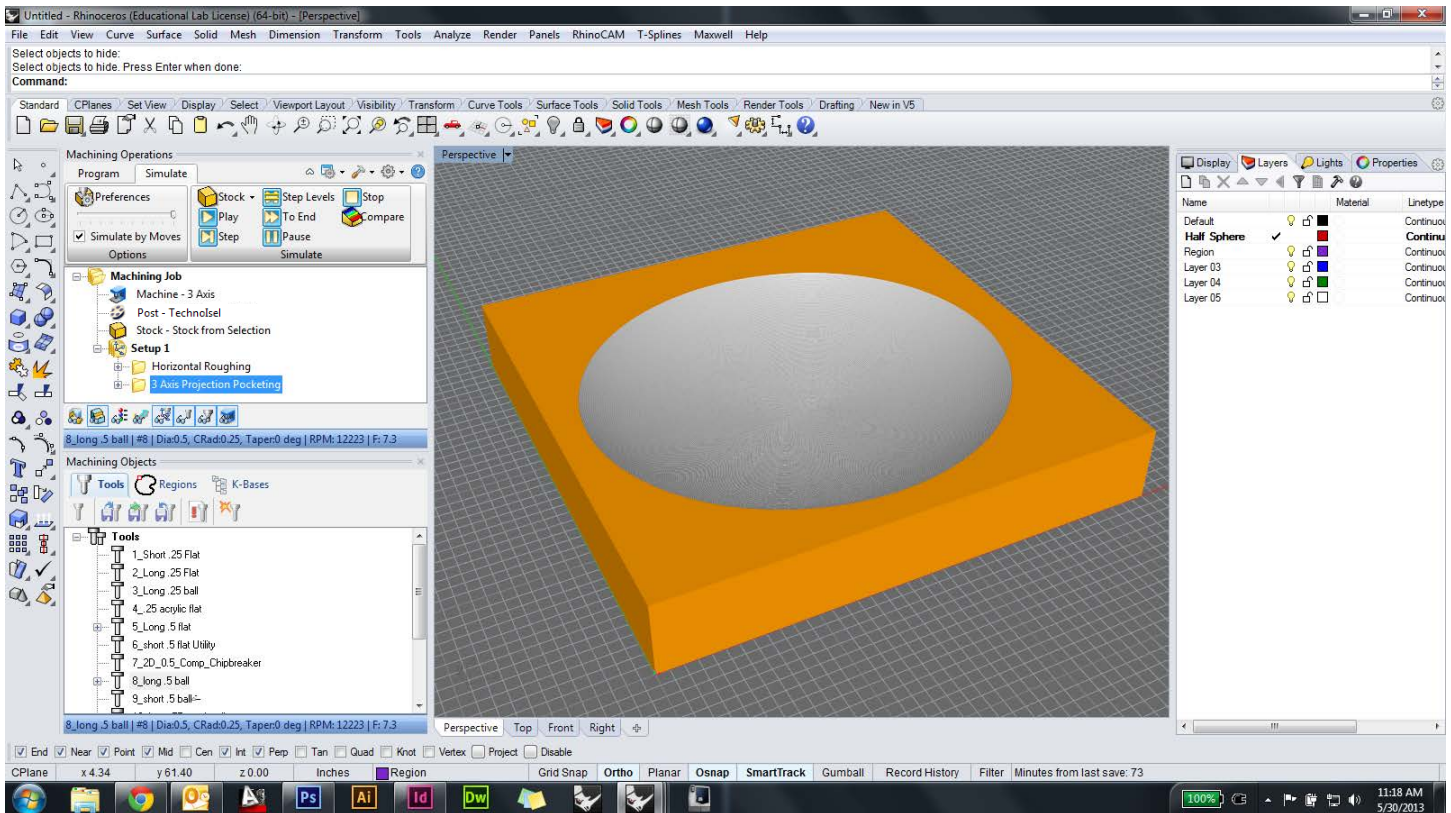 Untitled - Rhinoceros (Educational Lab License) (64-bit) - [Perspective]
File Edit View Curve Surface Solid Mesh Dimension Transform Tools Analyze Render Panels RhinoCAM T-Splines Maxwell Help
Select objects to hide:
Select objects to hide. Press Enter when done:
Command:
Standard CPlanes Set View Display Select Viewport Layout Visibility Transform Curve Tools Surface Tools Solid Tools Mesh Tools Render Tools Drafting New in V5
Machining Operations
Program Simulate
Preferences
Simulate by Moves
Options
Stock Step Levels Stop
Play To End Compare
Step Pause
Simulate
Machining Job
Machine - 3 Axis
Post - TechnoIsel
Stock - Stock from Selection
Setup 1
Horizontal Roughing
3 Axis Projection Pocketing
8_long .5 ball | #8 | Dia:0.5, CRad:0.25, Taper:0 deg | RPM: 12223 | F: 7.3
Machining Objects
Tools Regions K-Bases
Tools
1_Short .25 Flat
2_Long .25 Flat
3_Long .25 ball
4_.25 acrylic flat
5_Long .5 flat
6_short .5 flat Utility
7_2D_0.5_Comp_Chipbreaker
8_long .5 ball
9_short .5 ball
8_long .5 ball | #8 | Dia:0.5, CRad:0.25, Taper:0 deg | RPM: 12223 | F: 7.3
Perspective
Perspective Top Front Right
Display Layers Lights Properties
Name Material Linetype
Default Continuou
Half Sphere Continu
Region Continuou
Layer 03 Continuou
Layer 04 Continuou
Layer 05 Continuou
End Near Point Mid Cen Int Perp Tan Quad Knot Vertex Project Disable
CPlane x 4.34 y 61.40 z 0.00 Inches Region Grid Snap Ortho Planar Osnap SmartTrack Gumball Record History Filter Minutes from last save: 73
Ps Ai Id Dw
100%
11:18 AM
5/30/2013